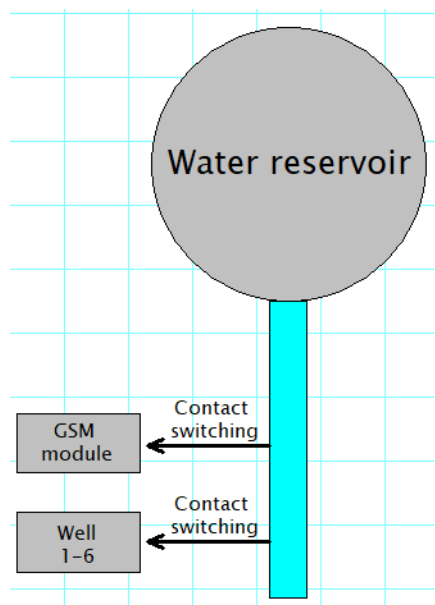 Water reservoir
Contact
switching
GSM
module
Contact
switching
Well
1-6